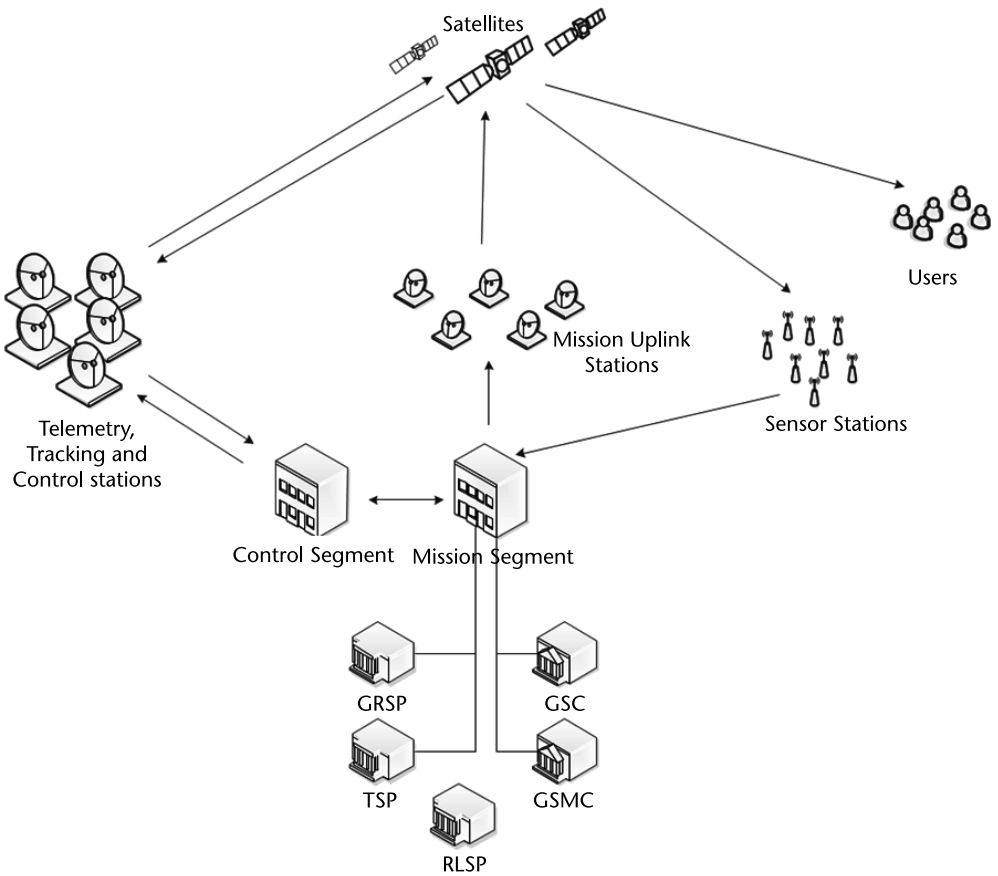 Satellites
Users
Mission Uplink
Stations
Sensor Stations
Telemetry,
Tracking and
Control stations
Control Segment
Mission Segment
GRSP
GSC
TSP
GSMC
RLSP